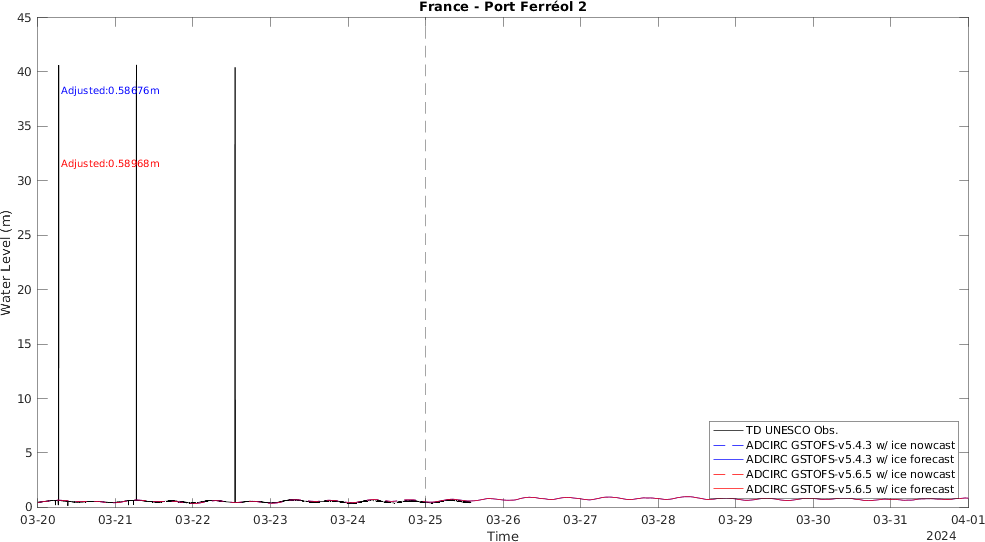 France - Port Ferréol 2
45
40
35
30
25
20
15
10
5
0
Water Level (m)
Adjusted:0.58676m
Adjusted:0.58968m
TD UNESCO Obs.
ADCIRC GSTOFS-v5.4.3 w/ ice nowcast
ADCIRC GSTOFS-v5.4.3 w/ ice forecast
ADCIRC GSTOFS-v5.6.5 w/ ice nowcast
ADCIRC GSTOFS-v5.6.5 w/ ice forecast
03-20 03-21 03-22 03-23 03-24 03-25 03-26 03-27 03-28 03-29 03-30 03-31 04-01
Time
2024